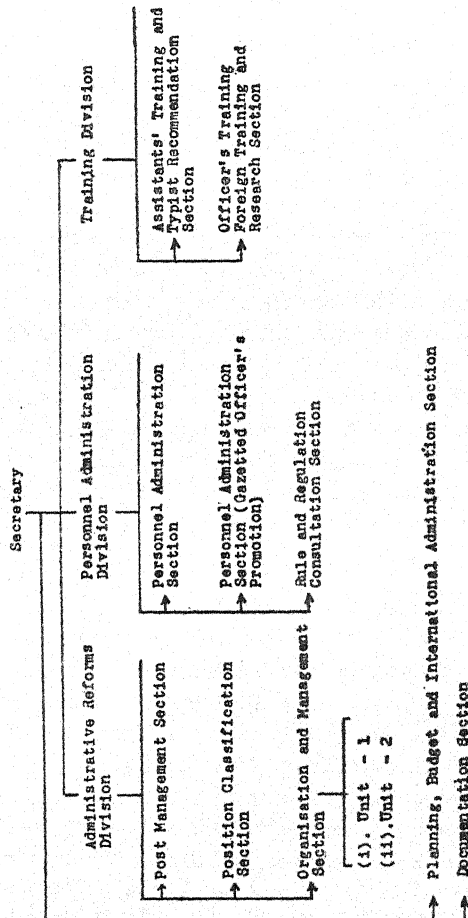 Secretary
Administrative Reforms
Division
Post Management Section
Position Classification
Section
Organisation and Management
Section
(i). Unit - 1
(ii).Unit - 2
Personnel Administration
Division
Personnel Administration
Section
Personnel Administration
Section (Gazetted Officer's
Promotion)
Rule and Regulation
Consultation Section
Training Division
Assistants' Training and
Typist Recommendation
Section
Officer's Training
Foreign Training and
Research Section
Planning, Budget and International Administration Section
Documentation Section